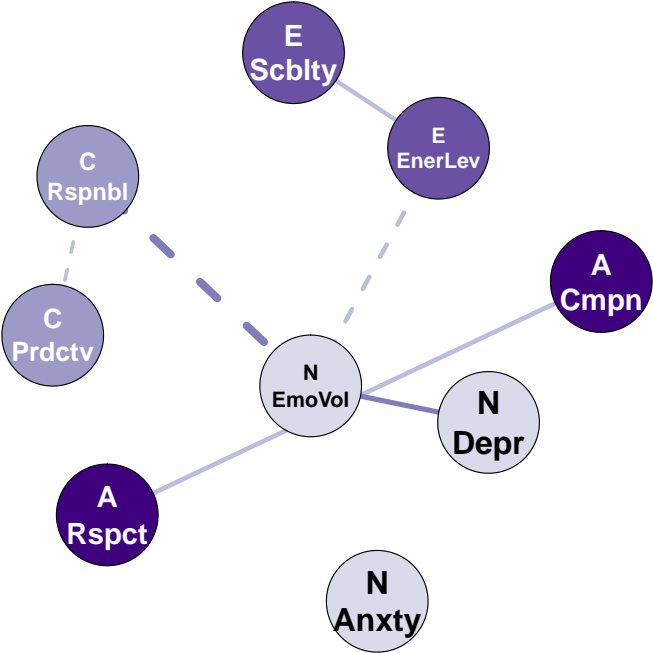 E
Scblty
E
EnerLev
C
Rspnbl
A
Cmpn
C
Prdctv
N
EmoVol
N
Depr
A
Rspct
N
Anxty